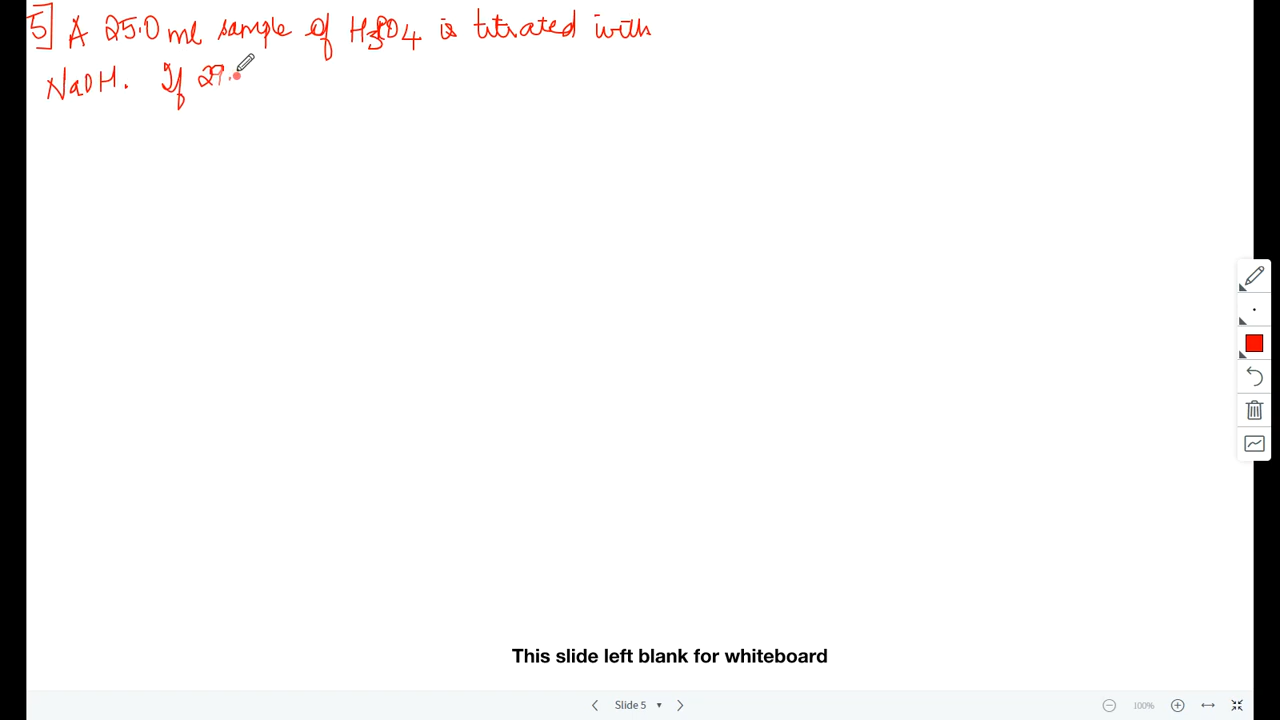 5] A 25.0 ml sample of H3PO4 is titrated with
NaOH. If 29.
This slide left blank for whiteboard
Slide 5
100%